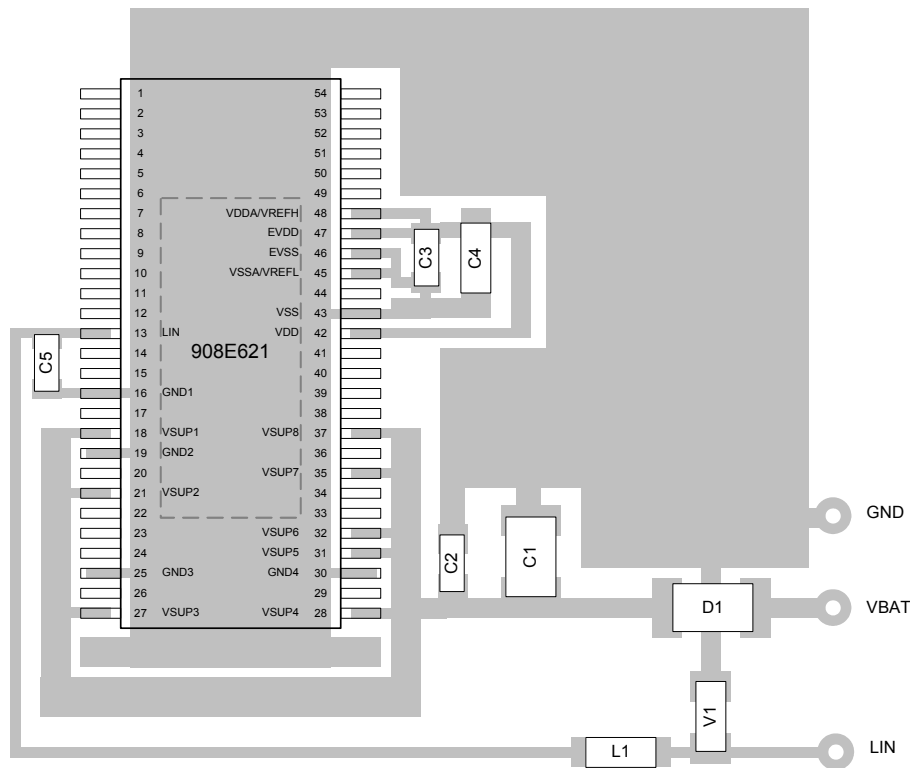 1 54
2 53
3 52
4 51
5 50
6 49
7 VDDA/VREFH 48
8 EVDD 47
9 EVSS 46
10 VSSA/VREFL 45
11 44
12 VSS 43
13 LIN VDD 42
14 41
15 40
16 GND1 39
17 38
18 VSUP1 VSUP8 37
19 GND2 36
20 VSUP7 35
21 VSUP2 34
22 33
23 VSUP6 32
24 VSUP5 31
25 GND3 GND4 30
26 29
27 VSUP3 VSUP4 28
908E621
C3
C4
C5
C2
C1
D1
V1
L1
GND
VBAT
LIN